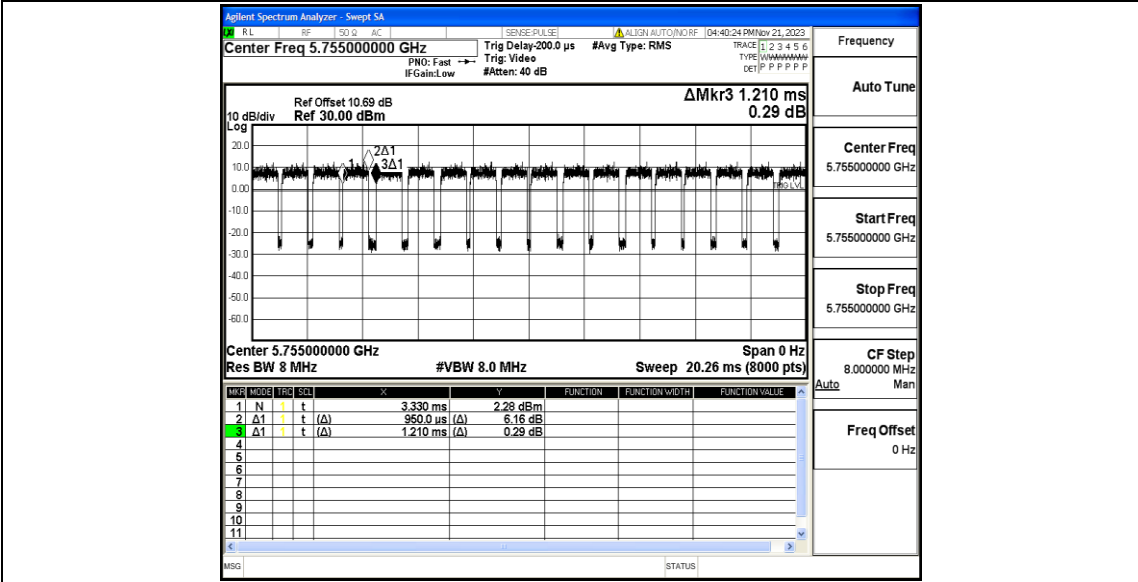 Agilent Spectrum Analyzer - Swept SA
RL RF 50 Ω AC SENSE:PULSE ALIGN AUTO/NO RF 04:40:24 PM Nov 21, 2023
Center Freq 5.755000000 GHz
PNO: Fast
IFGain:Low
Trig Delay-200.0 µs
Trig: Video
#Atten: 40 dB
#Avg Type: RMS
TRACE 1 2 3 4 5 6
TYPE WWWWWW
DET P P P P P P
ΔMkr3 1.210 ms
0.29 dB
Ref Offset 10.69 dB
10 dB/div Ref 30.00 dBm
Log
20.0
10.0
0.00
-10.0
-20.0
-30.0
-40.0
-50.0
-60.0
1
2Δ1
3Δ1
TRIG LVL
Center 5.755000000 GHz Span 0 Hz
Res BW 8 MHz #VBW 8.0 MHz Sweep 20.26 ms (8000 pts)
MKR MODE TRC SCL X Y FUNCTION FUNCTION WIDTH FUNCTION VALUE
1 N t 3.330 ms 2.28 dBm
2 Δ1 t (Δ) 950.0 µs (Δ) 6.16 dB
3 Δ1 t (Δ) 1.210 ms (Δ) 0.29 dB
4
5
6
7
8
9
10
11
MSG STATUS
Frequency
Auto Tune
Center Freq
5.755000000 GHz
Start Freq
5.755000000 GHz
Stop Freq
5.755000000 GHz
CF Step
8.000000 MHz
Auto Man
Freq Offset
0 Hz